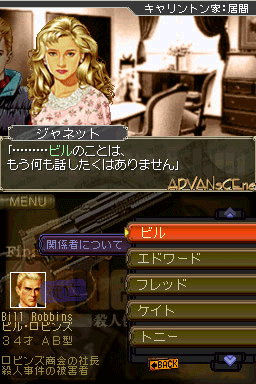 キャリントン家:居間
ジャネット
「………ビルのことは、
もう何も話したくはありません」
ADVANsCEne
MENU
関係者について
ビル
エドワード
フレッド
ケイト
トニー
Bill Robbins
ビル・ロビンズ
34才 AB型
ロビンズ商会の社長
殺人事件の被害者
BACK